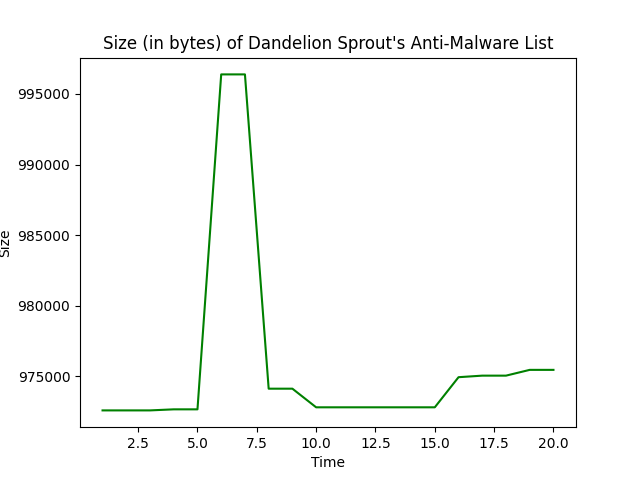 Size (in bytes) of Dandelion Sprout's Anti-Malware List
995000
990000
985000
980000
975000
Size
2.5 5.0 7.5 10.0 12.5 15.0 17.5 20.0
Time